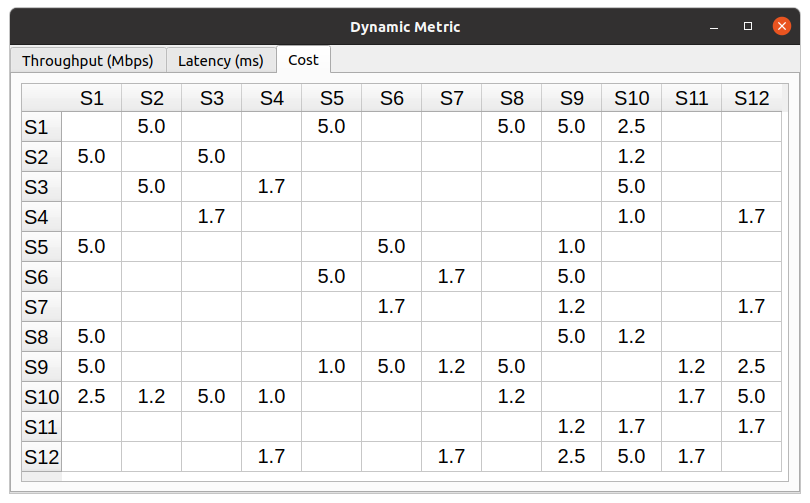 Dynamic Metric
Throughput (Mbps) Latency (ms) Cost
S1 S2 S3 S4 S5 S6 S7 S8 S9 S10 S11 S12
S1 5.0 5.0 5.0 5.0 2.5
S2 5.0 5.0 1.2
S3 5.0 1.7 5.0
S4 1.7 1.0 1.7
S5 5.0 5.0 1.0
S6 5.0 1.7 5.0
S7 1.7 1.2 1.7
S8 5.0 5.0 1.2
S9 5.0 1.0 5.0 1.2 5.0 1.2 2.5
S10 2.5 1.2 5.0 1.0 1.2 1.7 5.0
S11 1.2 1.7 1.7
S12 1.7 1.7 2.5 5.0 1.7